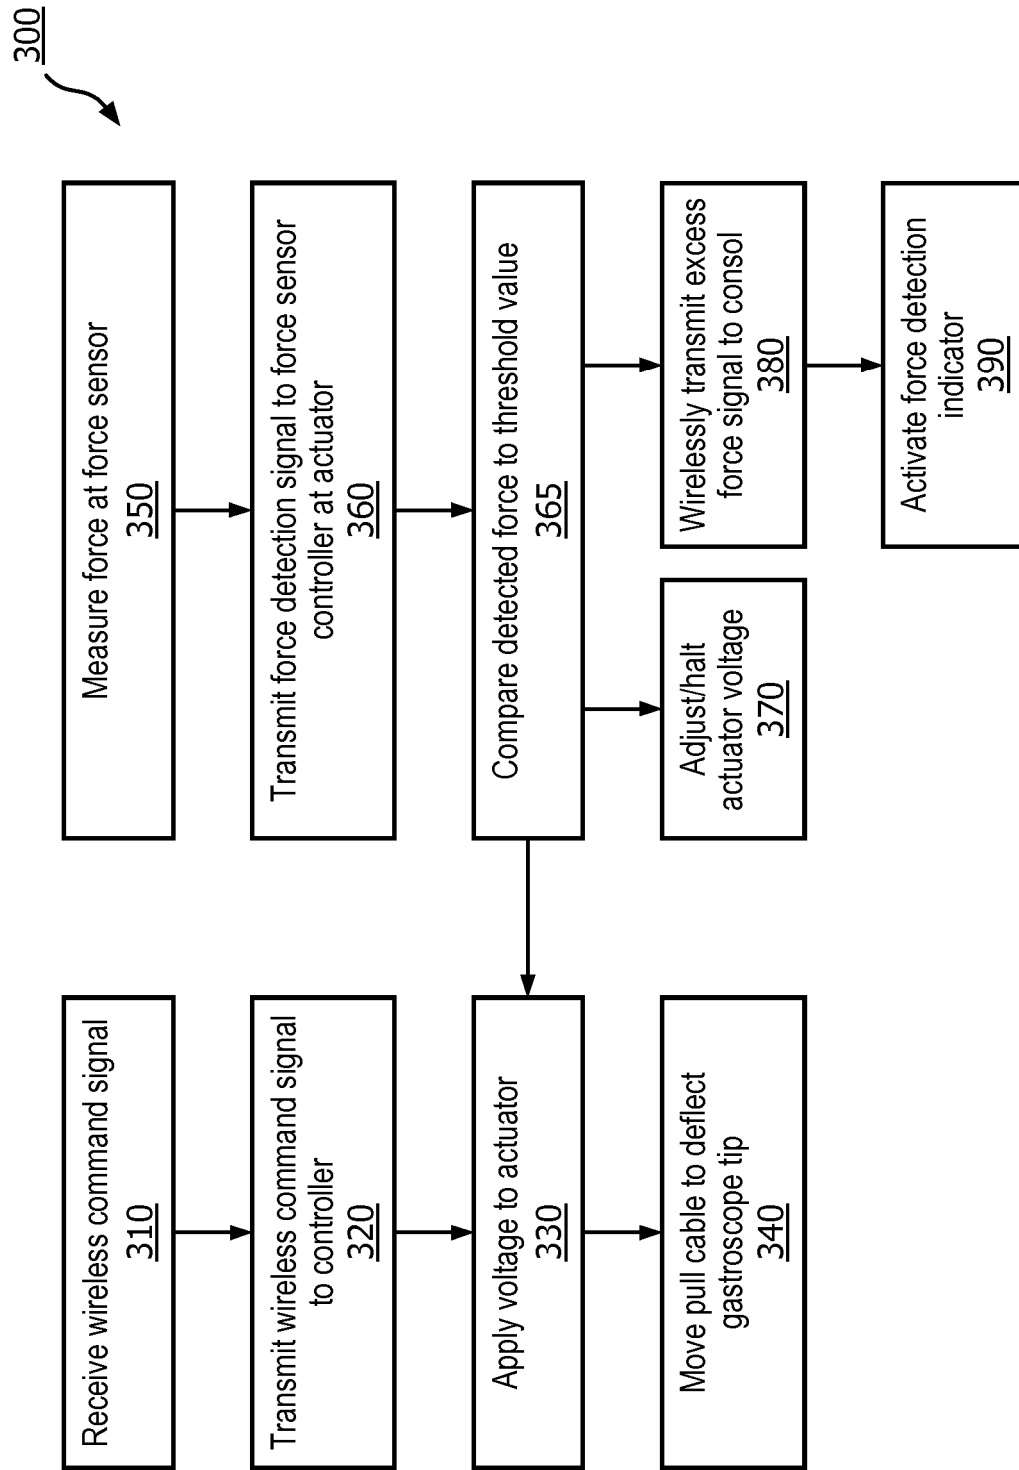 300
Receive wireless command signal
310
Transmit wireless command signal
to controller
320
Apply voltage to actuator
330
Move pull cable to deflect
gastroscope tip
340
Measure force at force sensor
350
Transmit force detection signal to force sensor
controller at actuator
360
Compare detected force to threshold value
365
Adjust/halt
actuator voltage
370
Wirelessly transmit excess
force signal to consol
380
Activate force detection
indicator
390